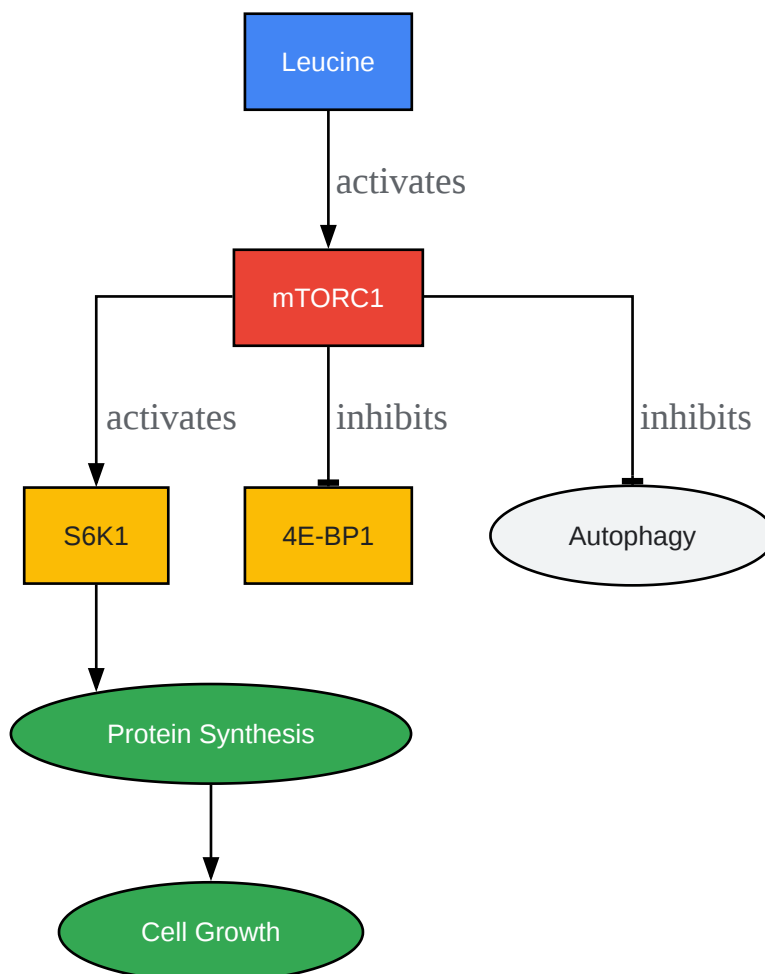 Leucine
activates
mTORC1
activates
inhibits
inhibits
S6K1
4E-BP1
Autophagy
Protein Synthesis
Cell Growth